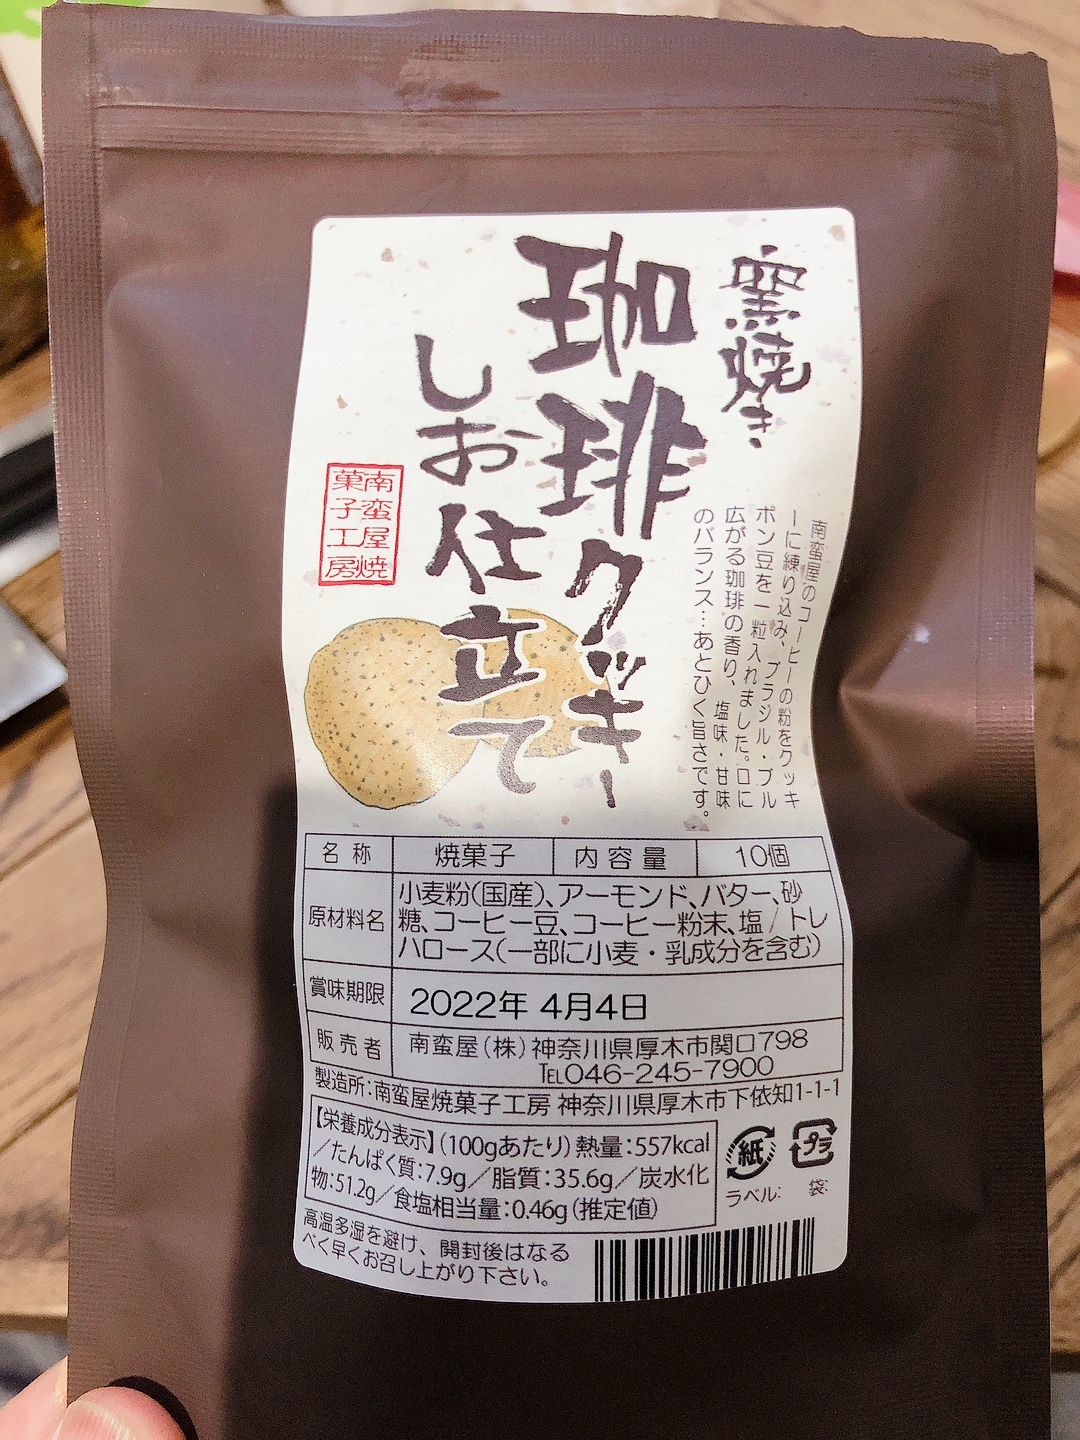 窯焼き
珈琲クッキー
しお仕立て
南蛮屋焼
菓子工房
南蛮屋のコーヒーの粉をクッキ
ーに練り込み、ブラジル・ブル
ボン豆を一粒入れました。口に
広がる珈琲の香り、塩味・甘味
のバランス…あとひく旨さです。
名称 焼菓子 内容量 10個
原材料名 小麦粉(国産)、アーモンド、バター、砂
糖、コーヒー豆、コーヒー粉末、塩/トレ
ハロース(一部に小麦・乳成分を含む)
賞味期限 2022年 4月4日
販売者 南蛮屋(株)神奈川県厚木市関口798
℡046-245-7900
製造所:南蛮屋焼菓子工房 神奈川県厚木市下依知1-1-1
【栄養成分表示】(100gあたり)熱量:557kcal
/たんぱく質:7.9g/脂質:35.6g/炭水化
物:51.2g/食塩相当量:0.46g(推定値)
紙 プラ
ラベル: 袋:
高温多湿を避け、開封後はなる
べく早くお召し上がり下さい。